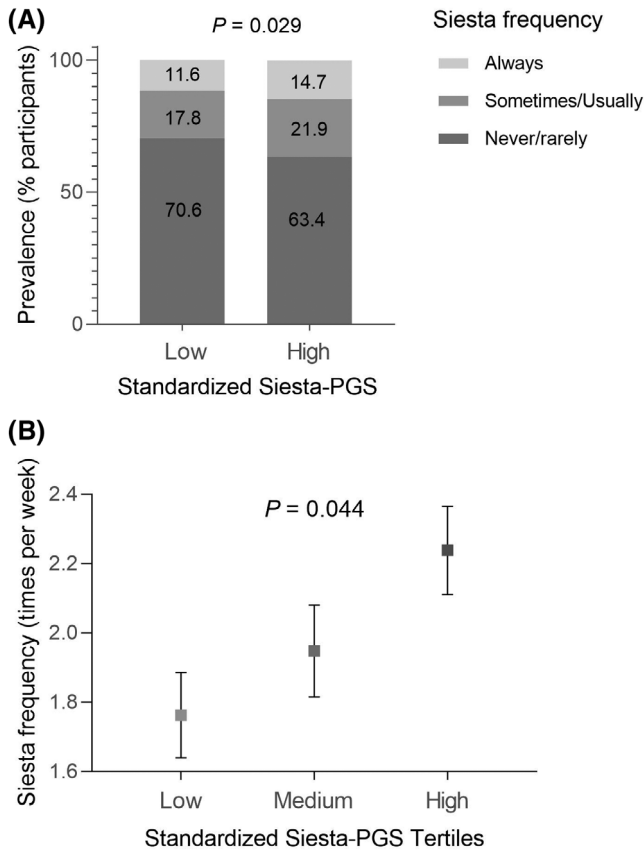 (A)
P = 0.029
Siesta frequency
Always
Sometimes/Usually
Never/rarely
Prevalence (% participants)
100
50
0
11.6
14.7
17.8
21.9
70.6
63.4
Low
High
Standardized Siesta-PGS
(B)
P = 0.044
Siesta frequency (times per week)
2.4
2.2
2.0
1.8
1.6
Low
Medium
High
Standardized Siesta-PGS Tertiles